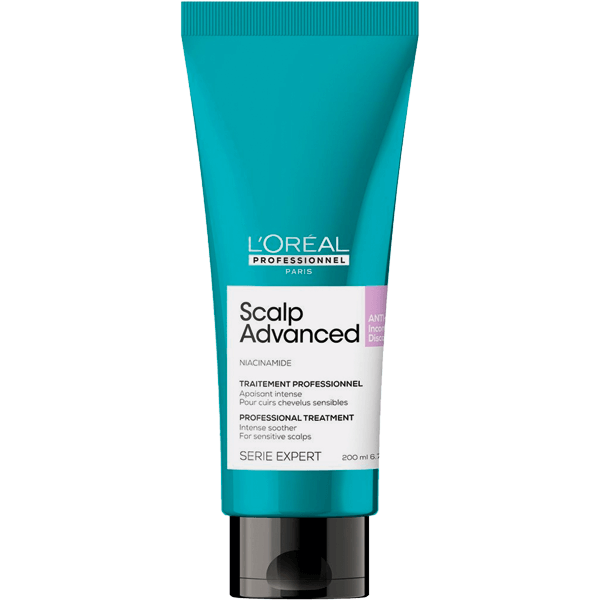 L'ORÉAL
PROFESSIONNEL
PARIS
Scalp
Advanced
NIACINAMIDE
TRAITEMENT PROFESSIONNEL
Apaisant intense
Pour cuirs chevelus sensibles
PROFESSIONAL TREATMENT
Intense soother
For sensitive scalps
SERIE EXPERT
200 ml